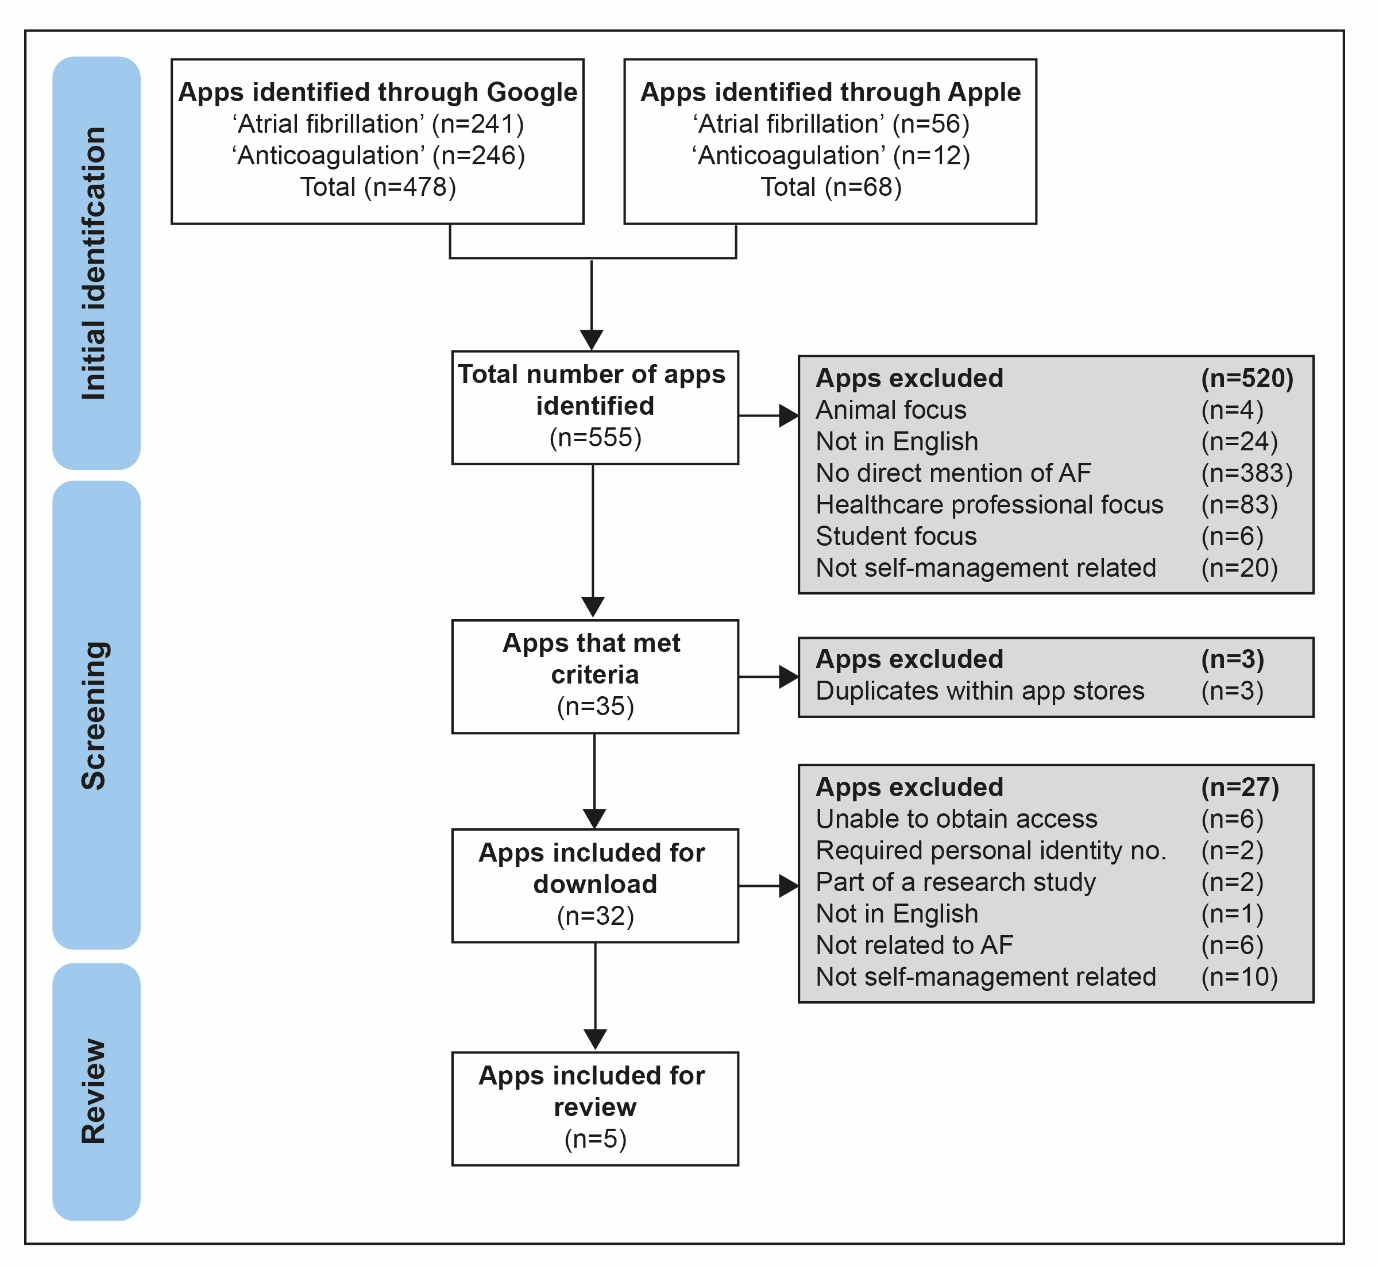 Initial identifcation
Apps identified through Google
‘Atrial fibrillation’ (n=241)
‘Anticoagulation’ (n=246)
Total (n=478)
Apps identified through Apple
‘Atrial fibrillation’ (n=56)
‘Anticoagulation’ (n=12)
Total (n=68)
Total number of apps
identified
(n=555)
Apps excluded (n=520)
Animal focus (n=4)
Not in English (n=24)
No direct mention of AF (n=383)
Healthcare professional focus (n=83)
Student focus (n=6)
Not self-management related (n=20)
Screening
Apps that met
criteria
(n=35)
Apps excluded (n=3)
Duplicates within app stores (n=3)
Apps included for
download
(n=32)
Apps excluded (n=27)
Unable to obtain access (n=6)
Required personal identity no. (n=2)
Part of a research study (n=2)
Not in English (n=1)
Not related to AF (n=6)
Not self-management related (n=10)
Review
Apps included for
review
(n=5)